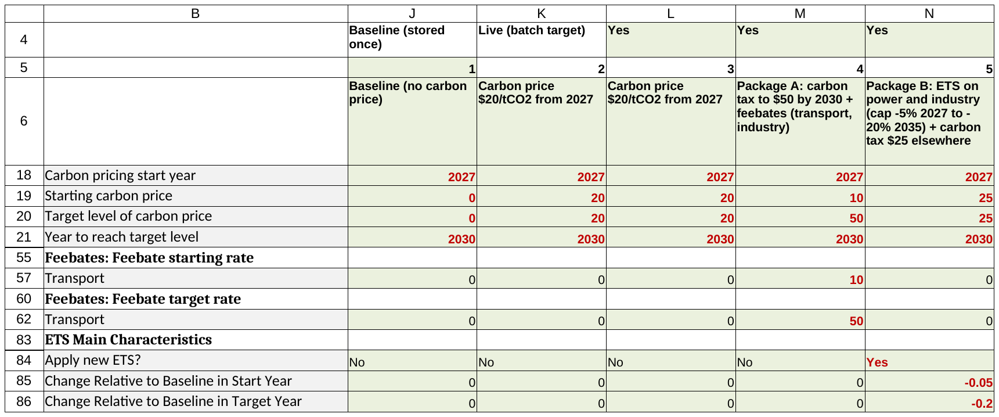 B J K L M N
4 Baseline (stored once) Live (batch target) Yes Yes Yes
5 1 2 3 4 5
6 Baseline (no carbon price) Carbon price $20/tCO2 from 2027 Carbon price $20/tCO2 from 2027 Package A: carbon tax to $50 by 2030 + feebates (transport, industry) Package B: ETS on power and industry (cap -5% 2027 to -20% 2035) + carbon tax $25 elsewhere
18 Carbon pricing start year 2027 2027 2027 2027 2027
19 Starting carbon price 0 20 20 10 25
20 Target level of carbon price 0 20 20 50 25
21 Year to reach target level 2030 2030 2030 2030 2030
55 Feebates: Feebate starting rate
57 Transport 0 0 0 10 0
60 Feebates: Feebate target rate
62 Transport 0 0 0 50 0
83 ETS Main Characteristics
84 Apply new ETS? No No No No Yes
85 Change Relative to Baseline in Start Year 0 0 0 0 -0.05
86 Change Relative to Baseline in Target Year 0 0 0 0 -0.2